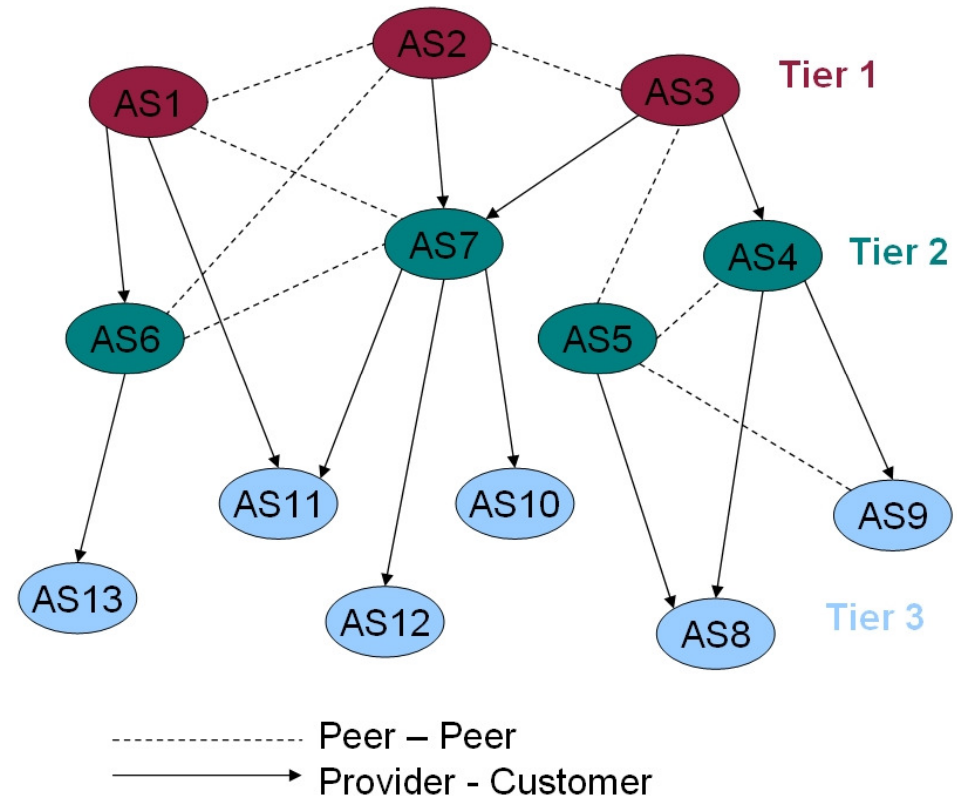 AS2
AS1
AS3
Tier 1
AS7
AS4
Tier 2
AS6
AS5
AS11
AS10
AS9
AS13
AS12
AS8
Tier 3
Peer – Peer
Provider - Customer